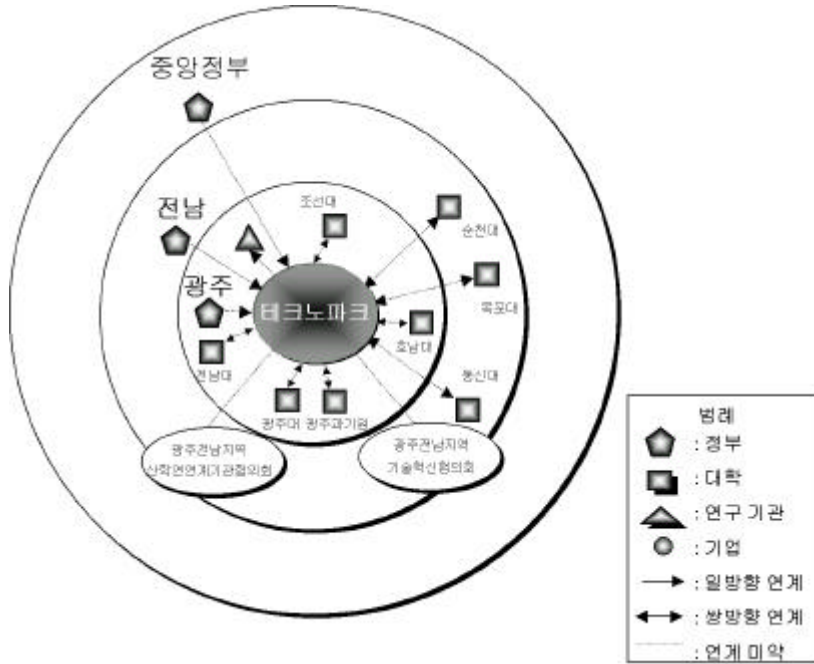 중앙정부
전남
조선대
순천대
광주
테크노파크
목포대
호남대
전남대
동신대
광주대 광주과기원
광주전남지역
산학연연계기관협의회
광주전남지역
기술혁신협의회
범례
: 정부
: 대학
: 연구 기관
: 기업
: 일방향 연계
: 쌍방향 연계
: 연계 미약